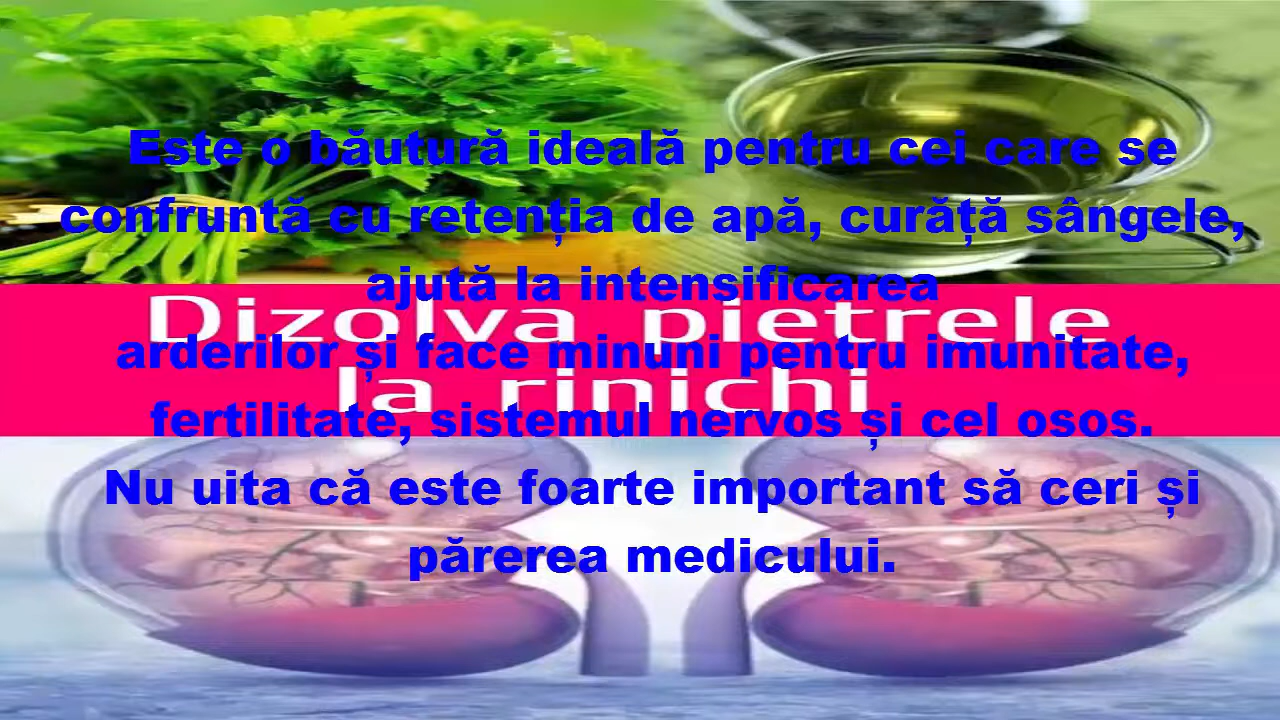 Este o băutură ideală pentru cei care se
confruntă cu retenția de apă, curăță sângele,
ajută la intensificarea
Dizolva pietrele
arderilor și face minuni pentru imunitate,
la rinichi
fertilitate, sistemul nervos și cel osos.
Nu uita că este foarte important să ceri și
părerea medicului.